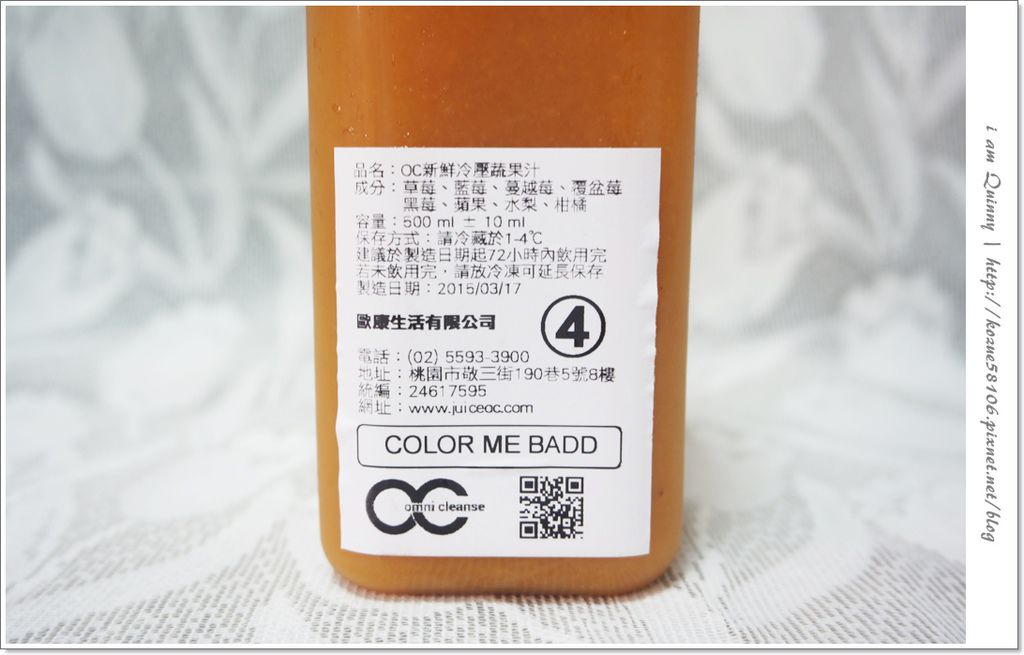 品名：OC新鮮冷壓蔬果汁
成分：草莓、藍莓、蔓越莓、覆盆莓
黑莓、蘋果、水梨、柑橘
容量：500 ml ± 10 ml
保存方式：請冷藏於1-4℃
建議於製造日期起72小時內飲用完
若未飲用完，請放冷凍可延長保存
製造日期：2015/03/17
歐康生活有限公司
4
電話：(02) 5593-3900
地址：桃園市敬三街190巷5號8樓
統編：24617595
網址：www.juiceoc.com
COLOR ME BADD
OC
omni cleanse
i am Quinny | http://kozue58106.pixnet.net/blog